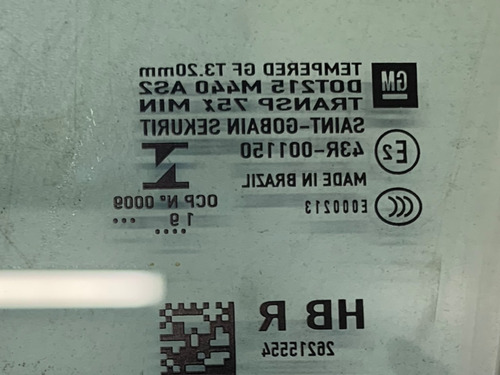 GM
TEMPERED GF T3.20mm
DOT215 M440 AS2
TRANSP 75% MIN
SAINT-GOBAIN SEKURIT
E2
43R-001150
MADE IN BRAZIL
CCC
E000213
OCP Nº 0009
.. 19 ...
....
HB R
26215554